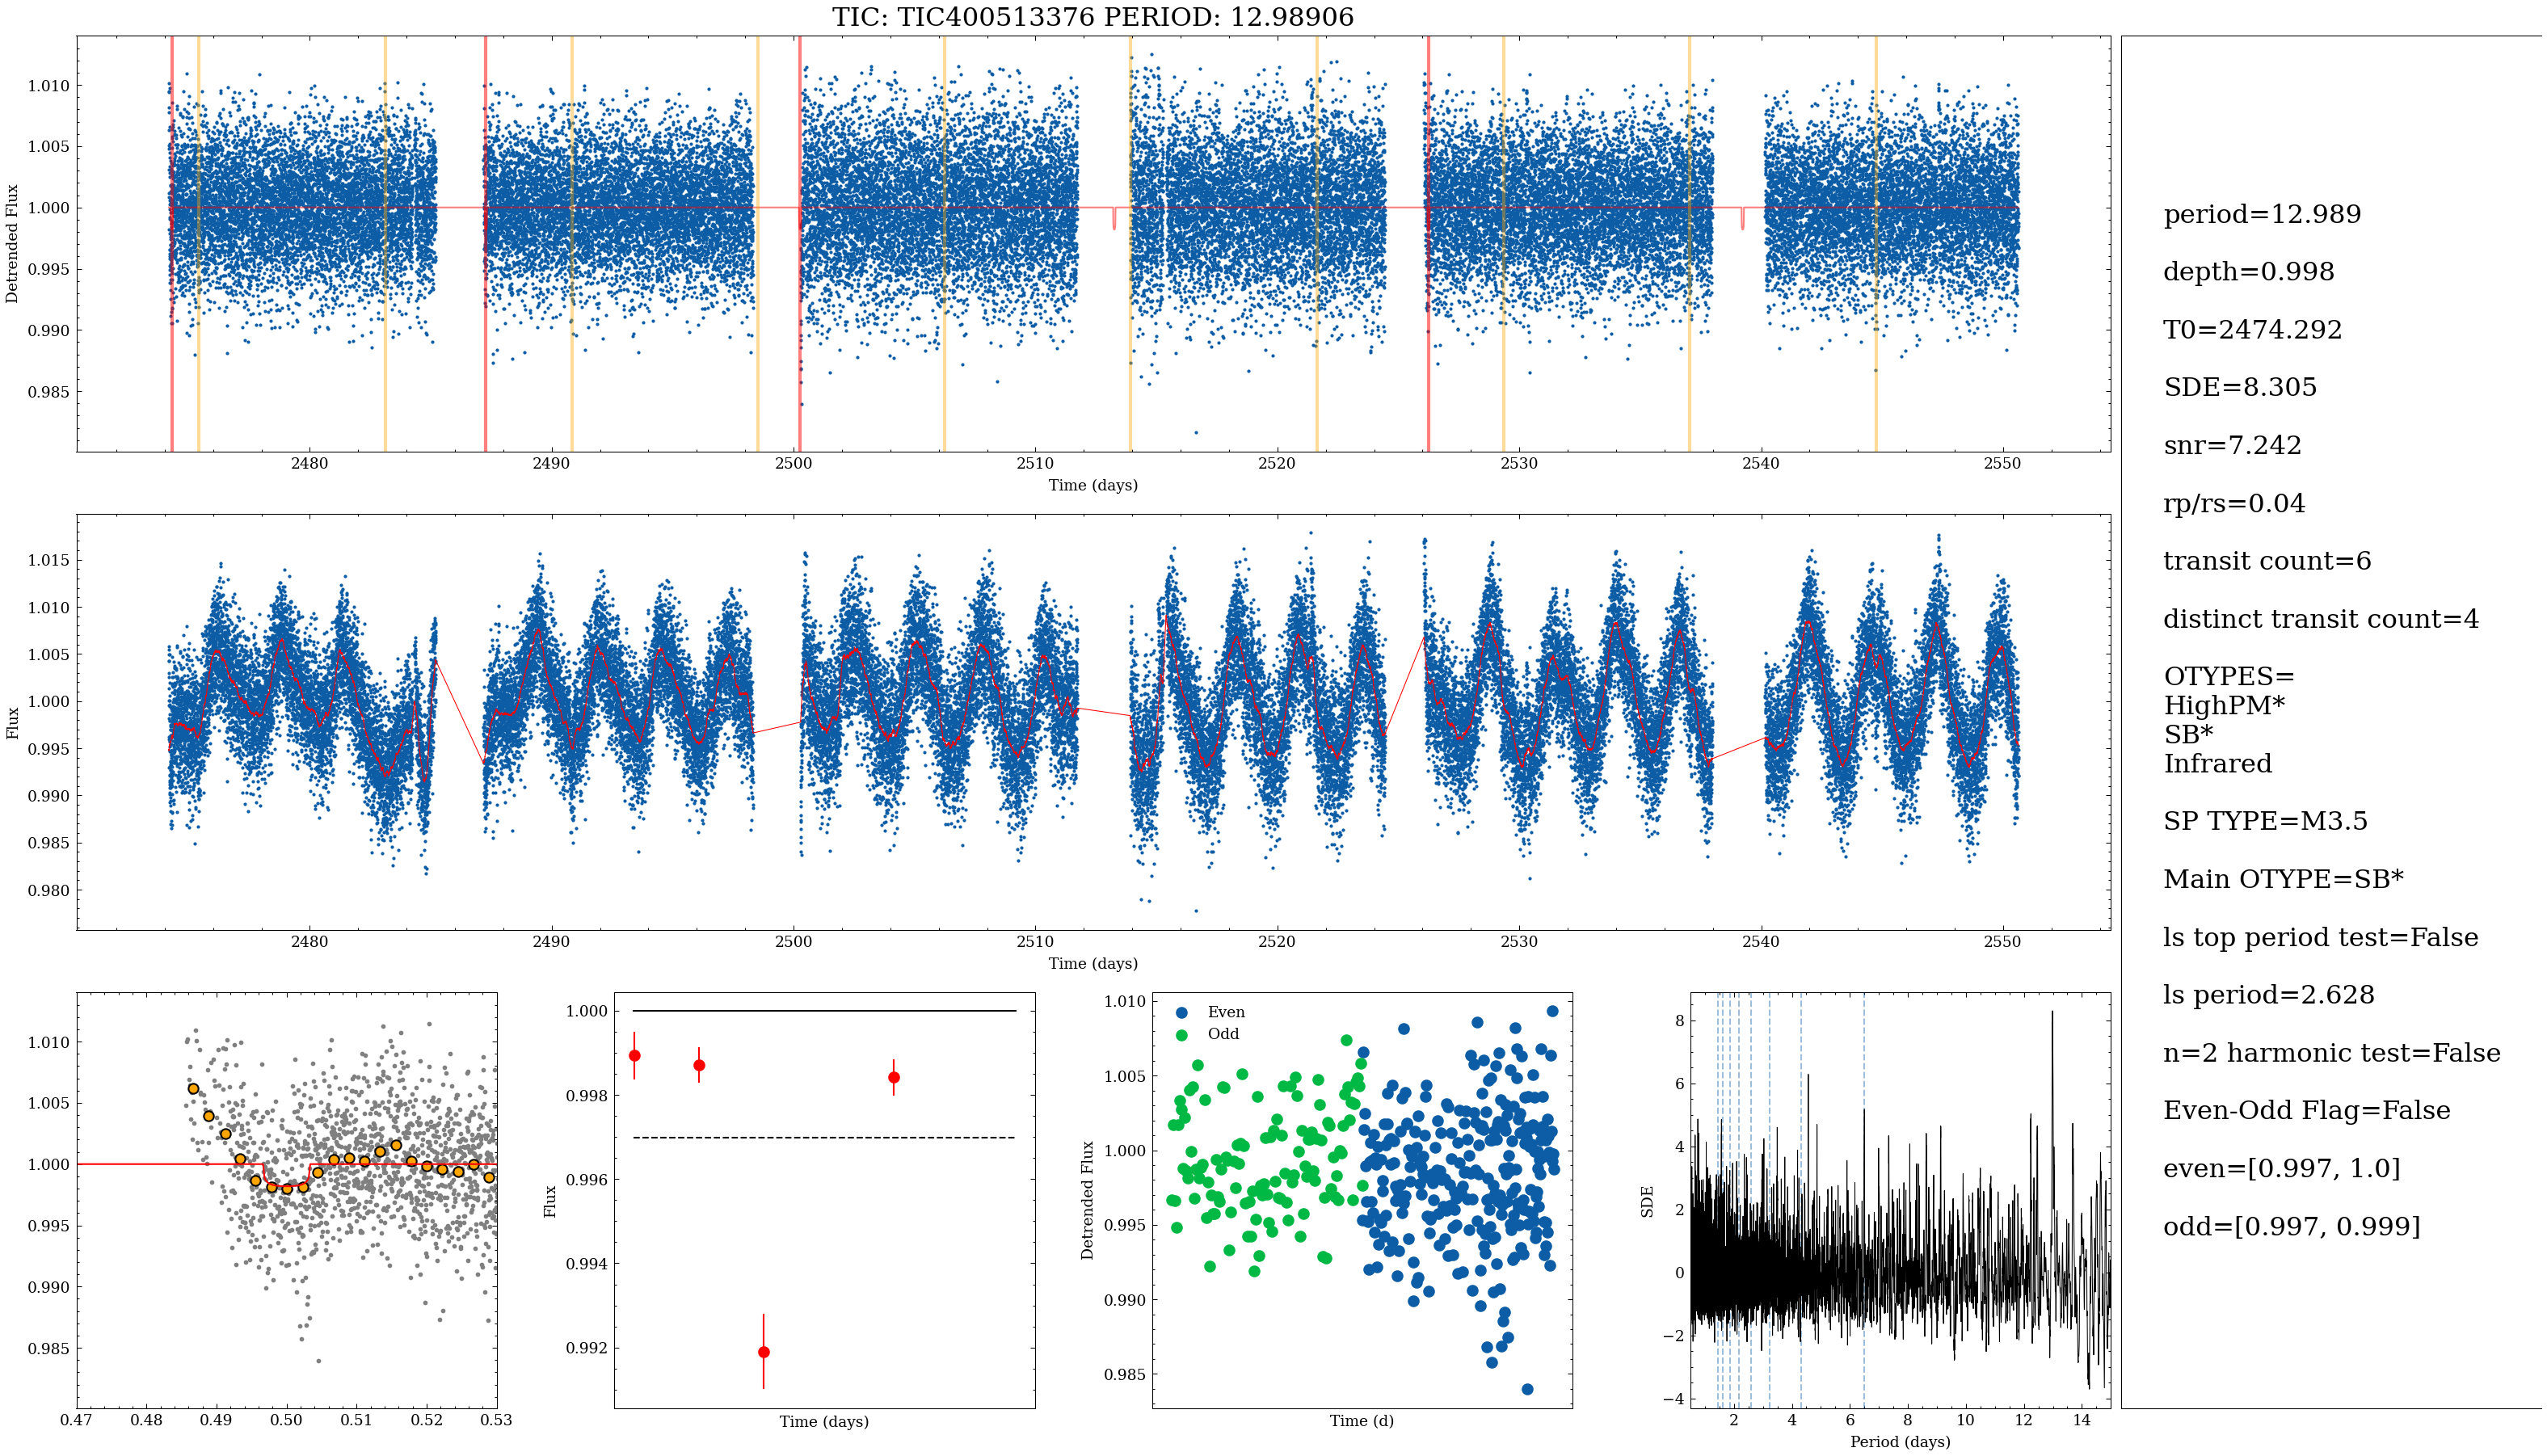 TIC: TIC400513376 PERIOD: 12.98906
Detrended Flux
1.010
1.005
1.000
0.995
0.990
0.985
2480
2490
2500
2510
2520
2530
2540
2550
Time (days)
Flux
1.015
1.010
1.005
1.000
0.995
0.990
0.985
0.980
2480
2490
2500
2510
2520
2530
2540
2550
Time (days)
1.010
1.005
1.000
0.995
0.990
0.985
0.47
0.48
0.49
0.50
0.51
0.52
0.53
Flux
1.000
0.998
0.996
0.994
0.992
Time (days)
Detrended Flux
1.010
1.005
1.000
0.995
0.990
0.985
Even
Odd
Time (d)
SDE
8
6
4
2
0
−2
−4
2
4
6
8
10
12
14
Period (days)
period=12.989
depth=0.998
T0=2474.292
SDE=8.305
snr=7.242
rp/rs=0.04
transit count=6
distinct transit count=4
OTYPES=
HighPM*
SB*
Infrared
SP TYPE=M3.5
Main OTYPE=SB*
ls top period test=False
ls period=2.628
n=2 harmonic test=False
Even-Odd Flag=False
even=[0.997, 1.0]
odd=[0.997, 0.999]